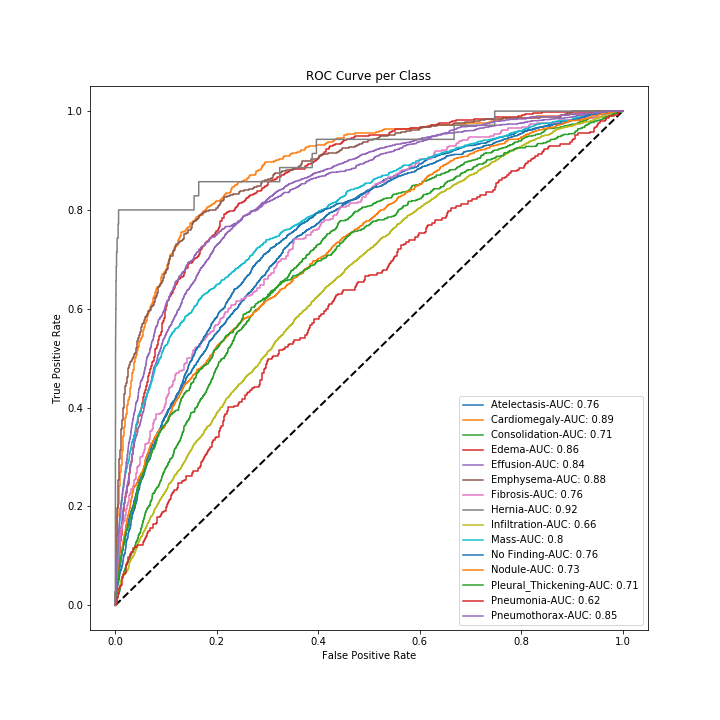 ROC Curve per Class
True Positive Rate
1.0
0.8
0.6
0.4
0.2
0.0
Atelectasis-AUC: 0.76
Cardiomegaly-AUC: 0.89
Consolidation-AUC: 0.71
Edema-AUC: 0.86
Effusion-AUC: 0.84
Emphysema-AUC: 0.88
Fibrosis-AUC: 0.76
Hernia-AUC: 0.92
Infiltration-AUC: 0.66
Mass-AUC: 0.8
No Finding-AUC: 0.76
Nodule-AUC: 0.73
Pleural_Thickening-AUC: 0.71
Pneumonia-AUC: 0.62
Pneumothorax-AUC: 0.85
0.0 0.2 0.4 0.6 0.8 1.0
False Positive Rate